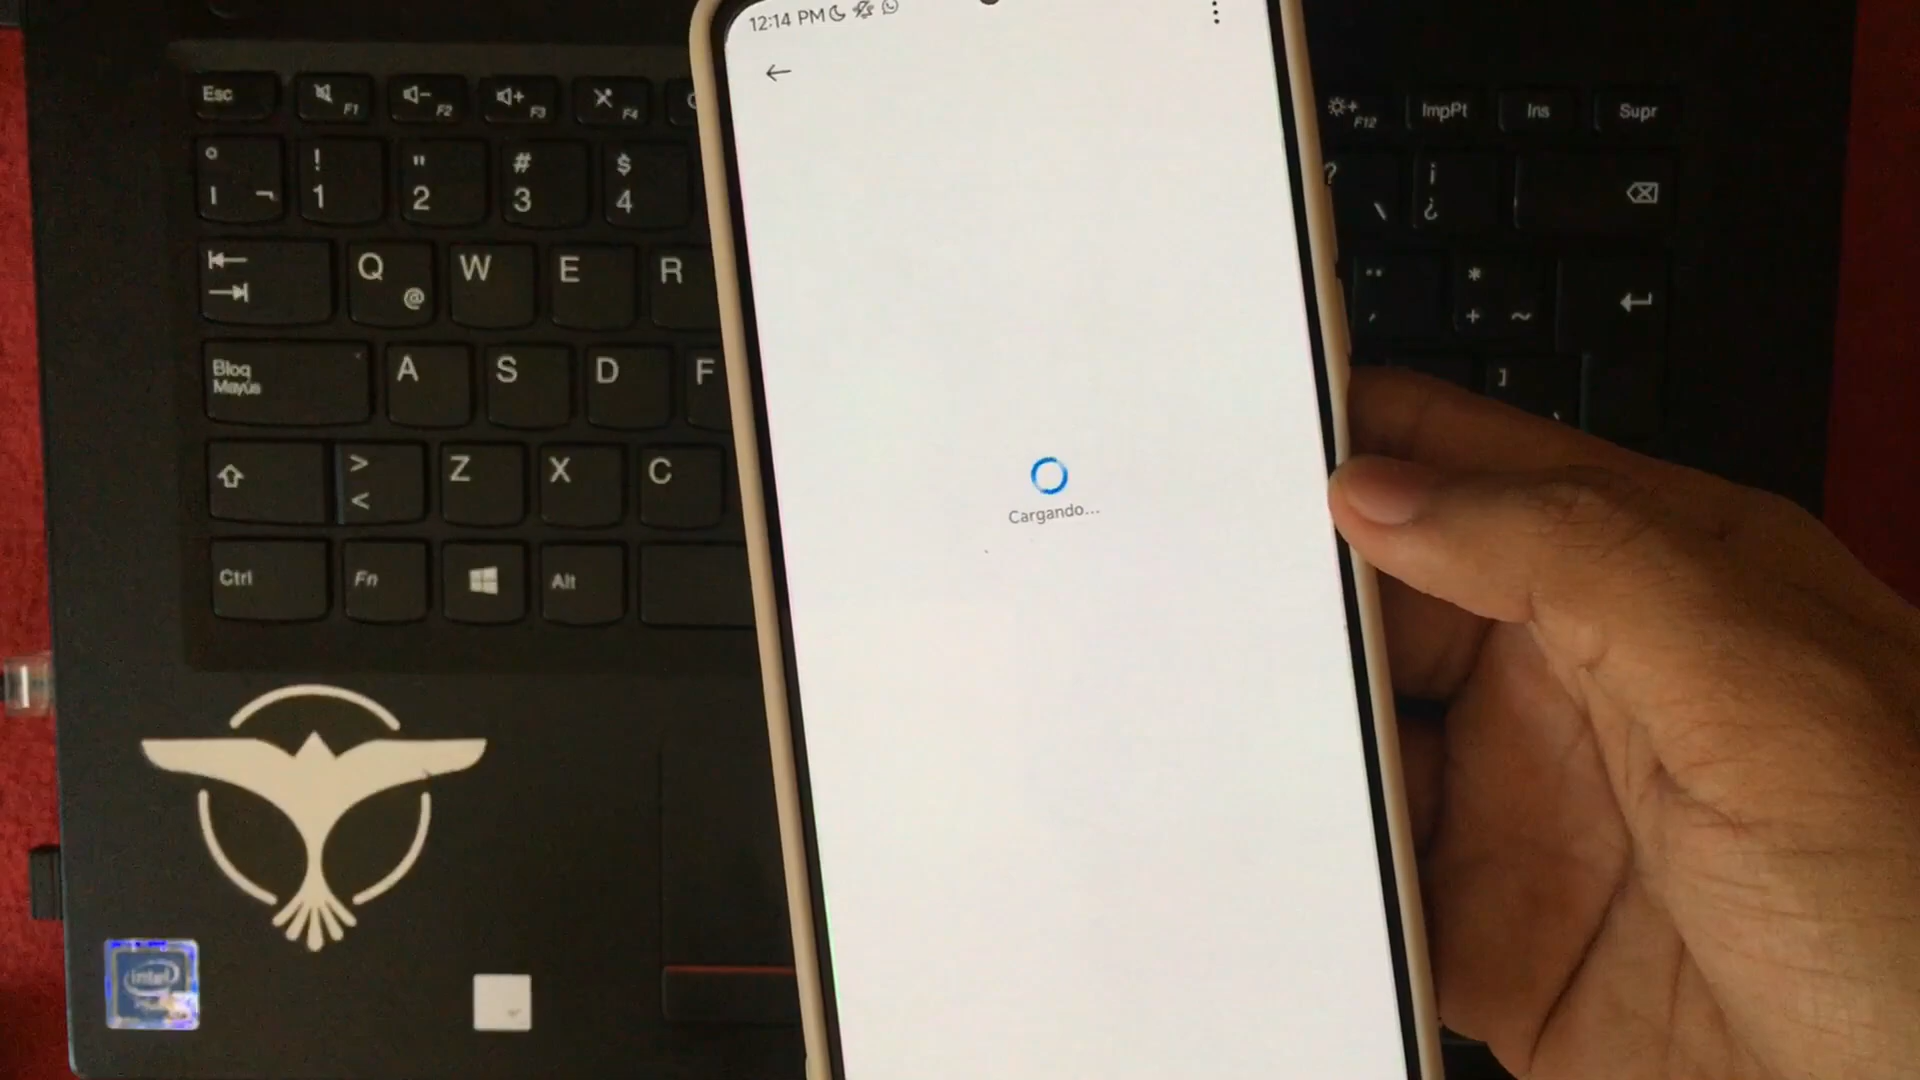 12:14 PM
Cargando...
Esc
F1
F2
F3
F4
F12
ImpPt
Ins
Supr
°
| ¬
! 1
" 2
# 3
$ 4
?
\
¡
¿
Q @
W
E
R
¨
´
*
+ ~
Bloq
Mayús
A
S
D
F
>
<
Z
X
C
]
Ctrl
Fn
Alt
intel